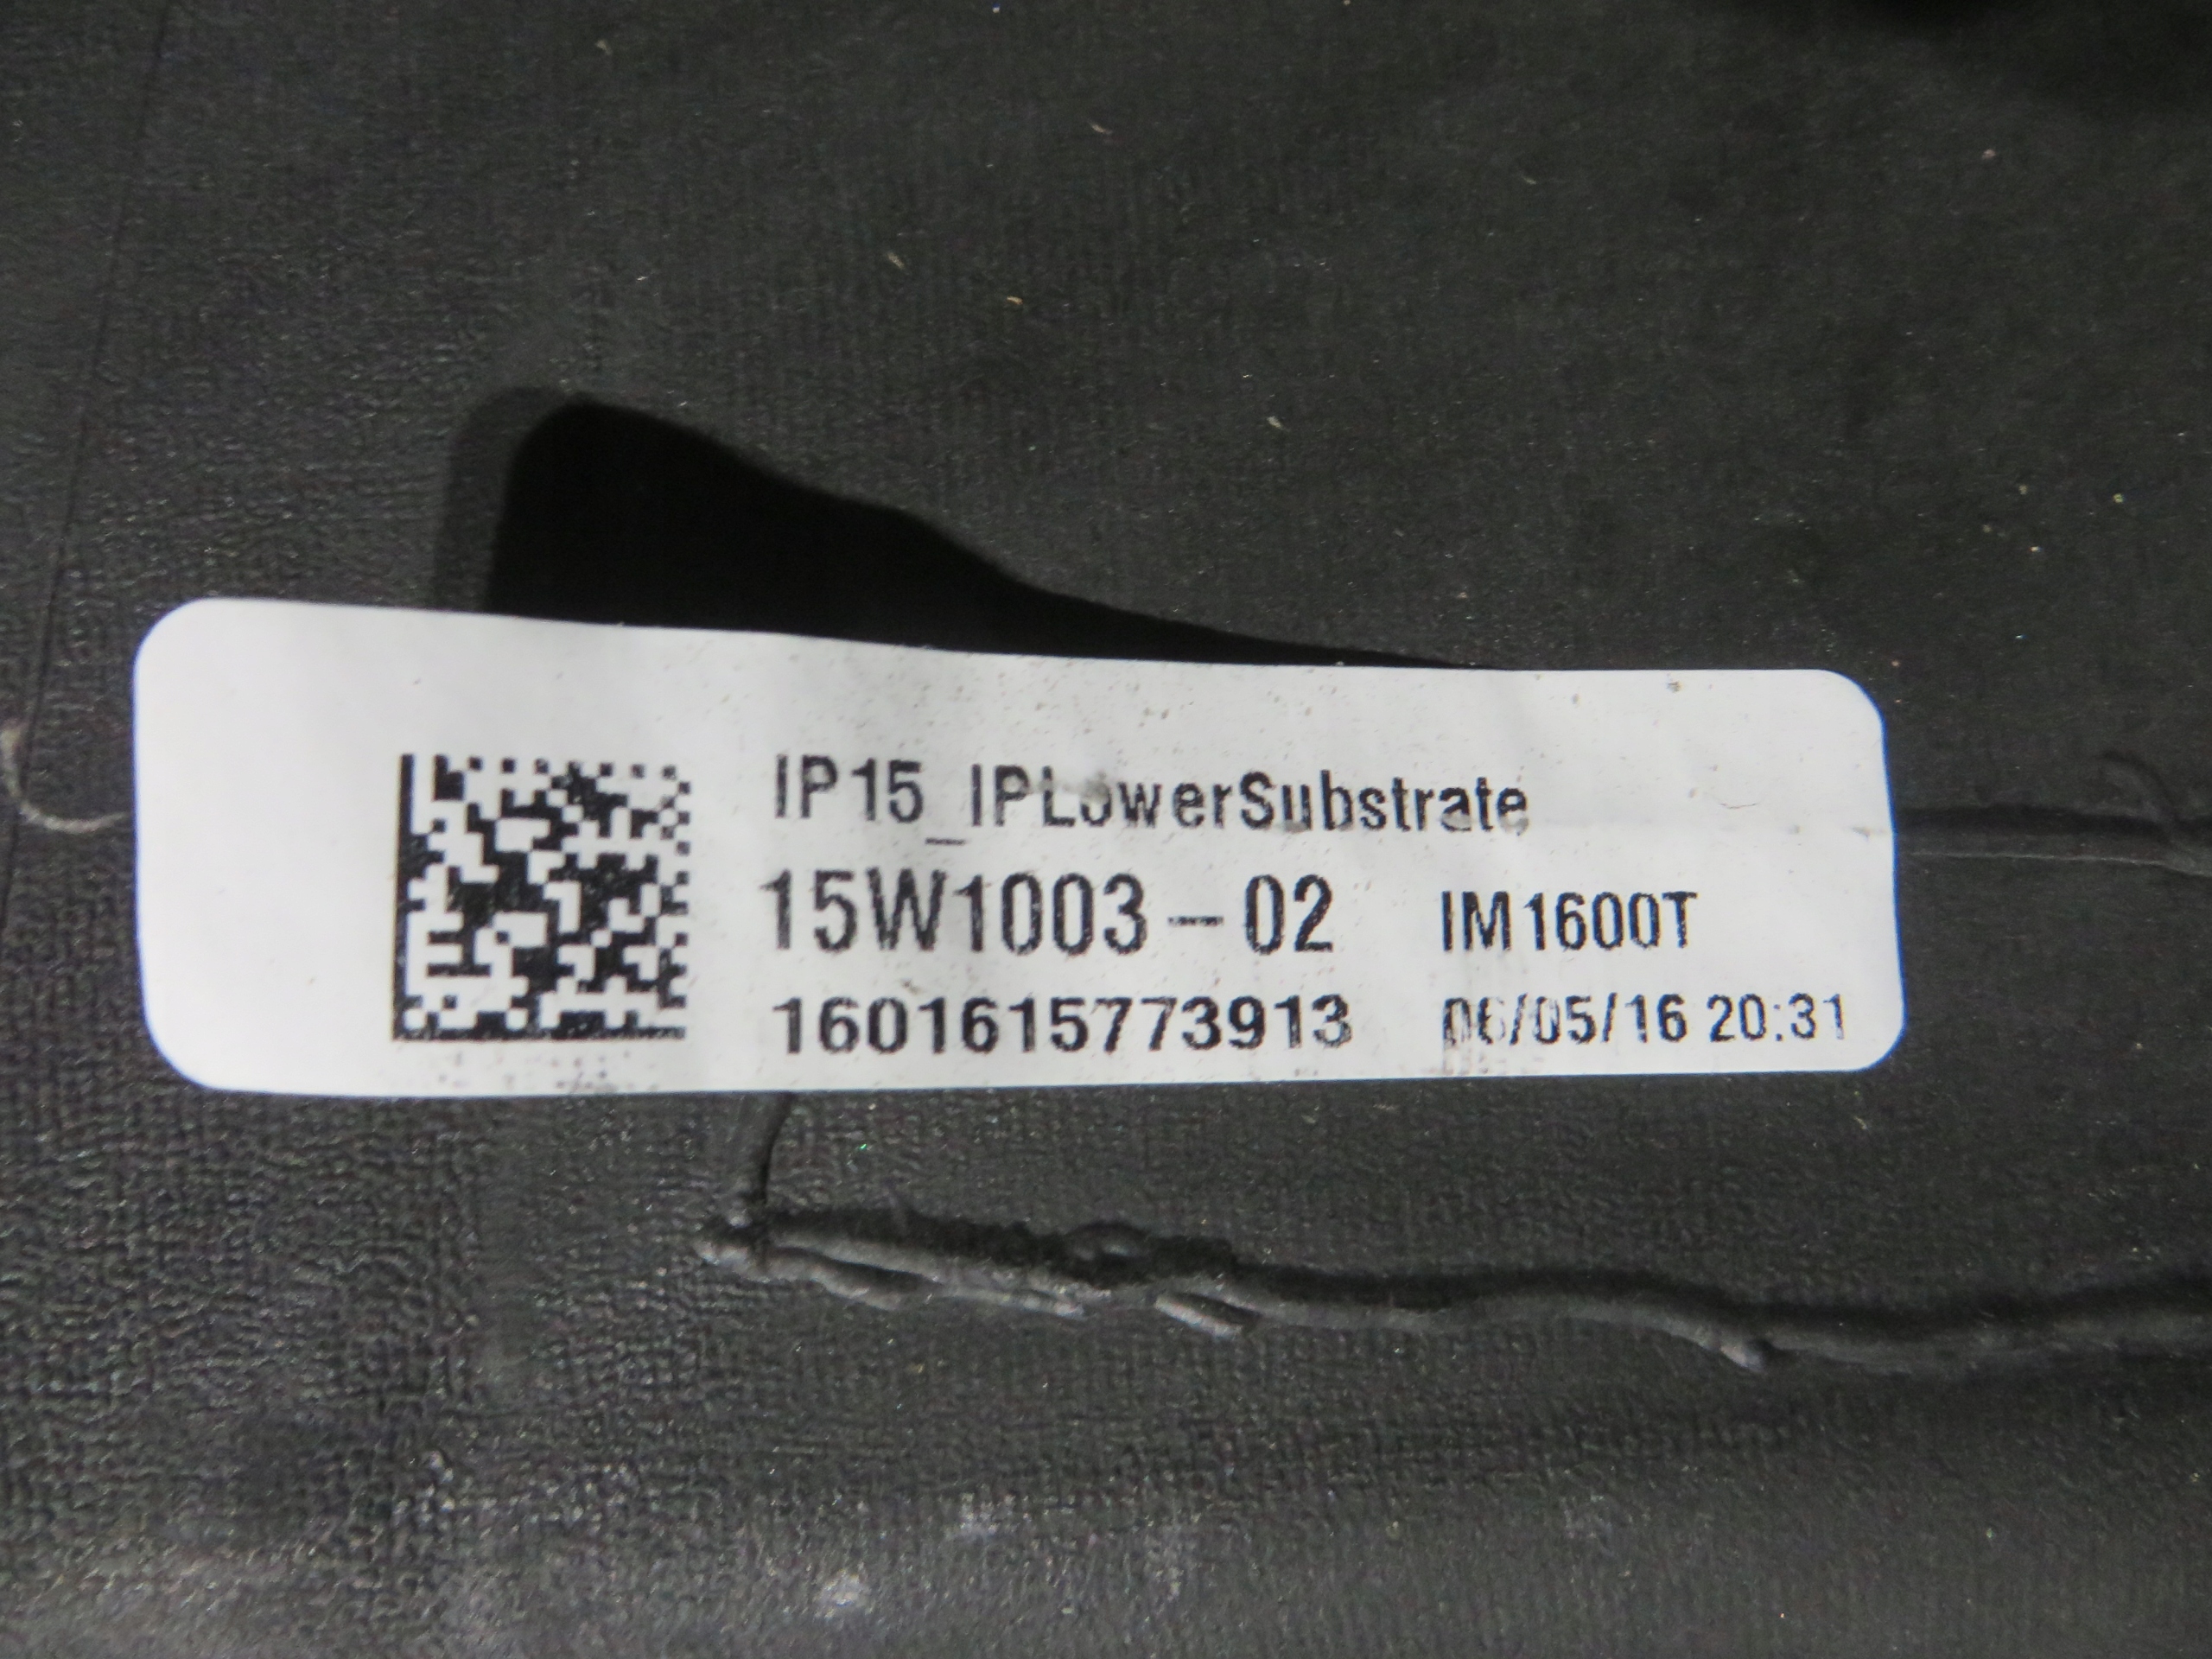 IP15_IPLowerSubstrate
15W1003-02 IM1600T
1601615773913 06/05/16 20:31